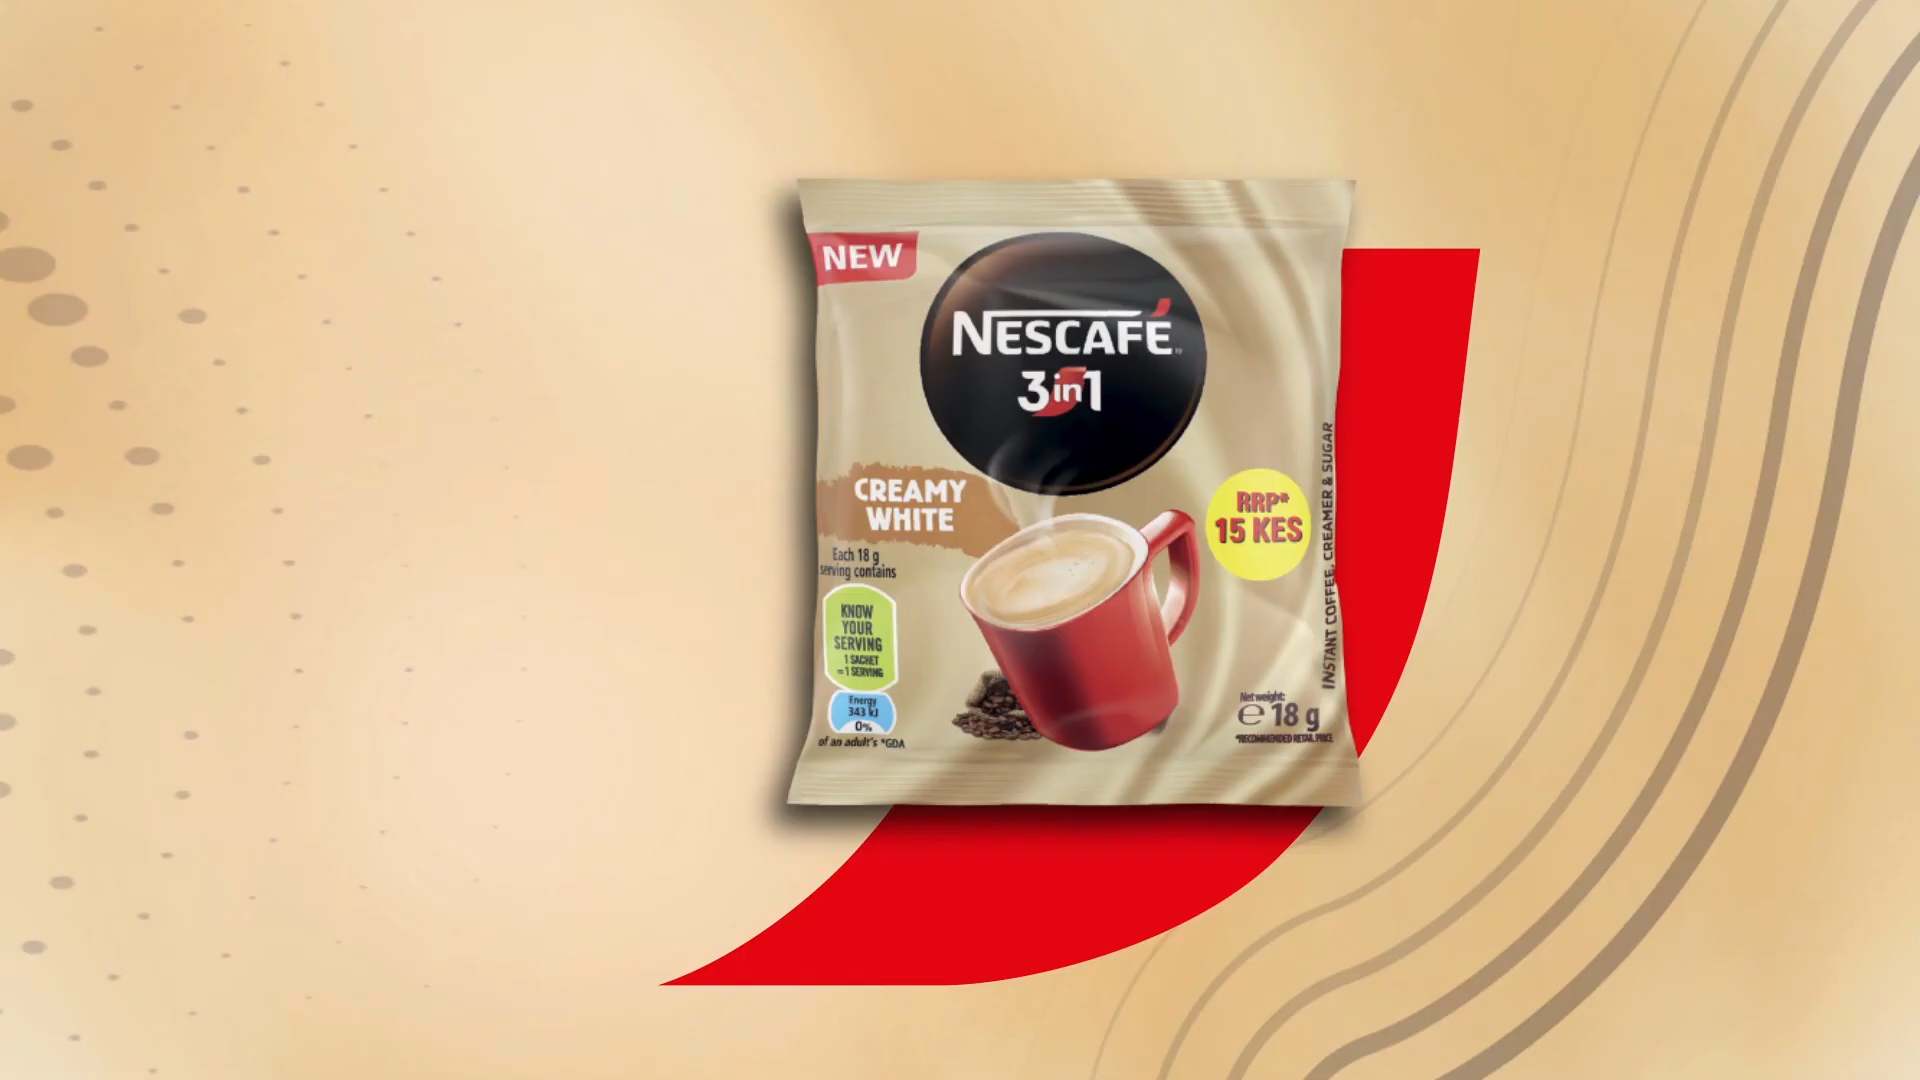 NEW
NESCAFÉ
3in1
CREAMY
WHITE
Each 18 g
serving contains
KNOW
YOUR
SERVING
1 SACHET
= 1 SERVING
Energy
343 kJ
0%
of an adult's *GDA
RRP*
15 KES
INSTANT COFFEE, CREAMER & SUGAR
Net weight:
℮ 18 g
*RECOMMENDED RETAIL PRICE